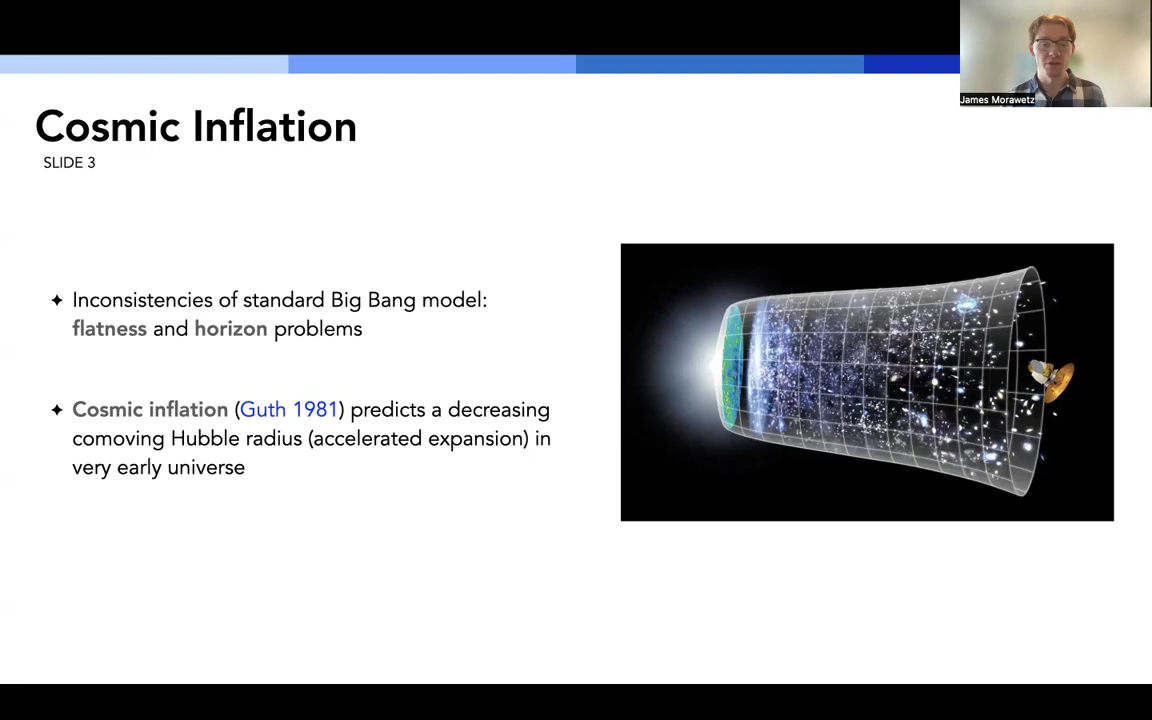 James Morawetz
Cosmic Inflation
SLIDE 3
✦ Inconsistencies of standard Big Bang model:
flatness and horizon problems
✦ Cosmic inflation (Guth 1981) predicts a decreasing
comoving Hubble radius (accelerated expansion) in
very early universe